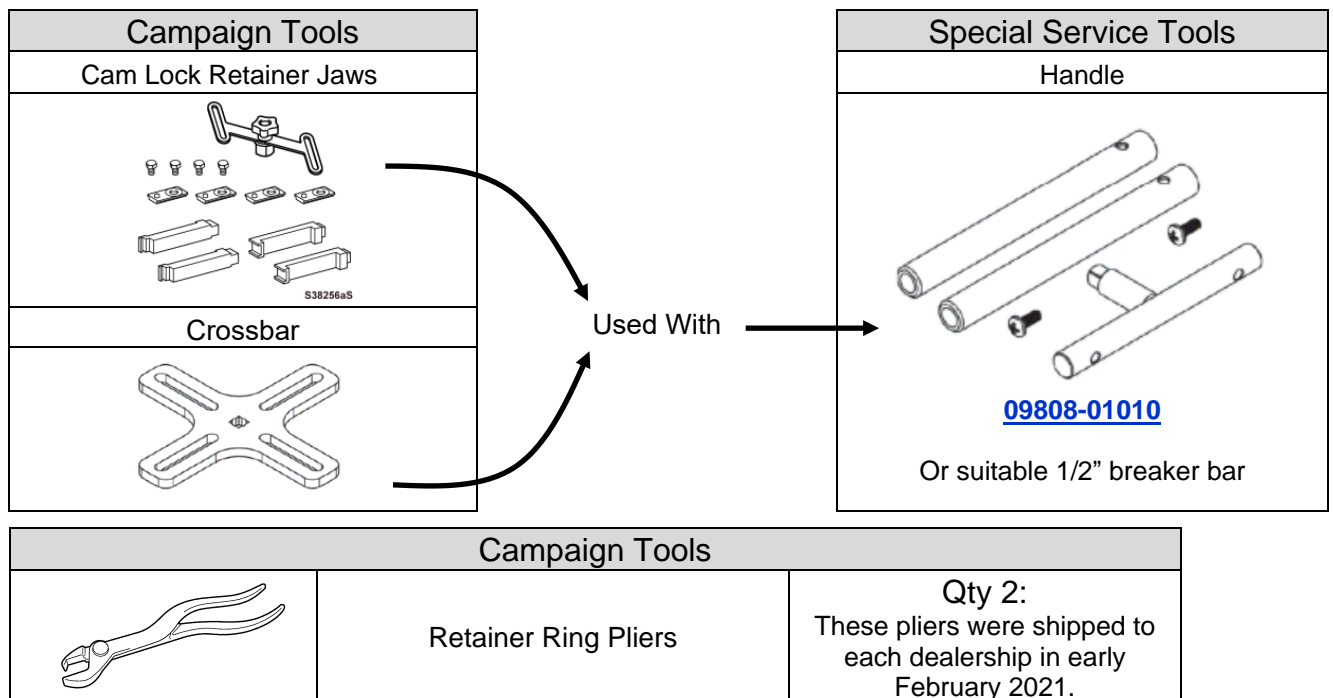 Campaign Tools
Cam Lock Retainer Jaws
S38256aS
Crossbar
Used With
Special Service Tools
Handle
09808-01010
Or suitable 1/2” breaker bar
Campaign Tools
Retainer Ring Pliers
Qty 2:
These pliers were shipped to
each dealership in early
February 2021.